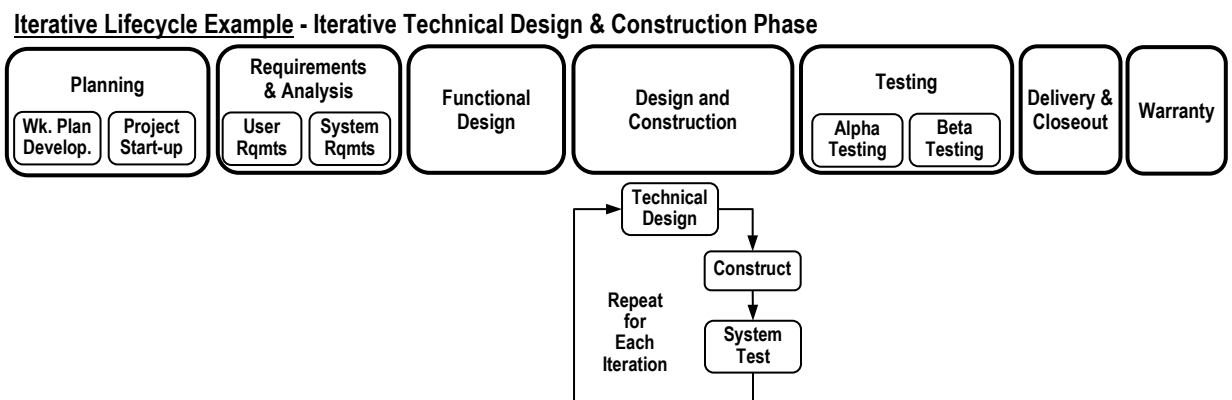 Iterative Lifecycle Example - Iterative Technical Design & Construction Phase
Planning
Wk. Plan
Develop.
Project
Start-up
Requirements
& Analysis
User
Rqmts
System
Rqmts
Functional
Design
Design and
Construction
Testing
Alpha
Testing
Beta
Testing
Delivery &
Closeout
Warranty
Technical
Design
Construct
System
Test
Repeat
for
Each
Iteration